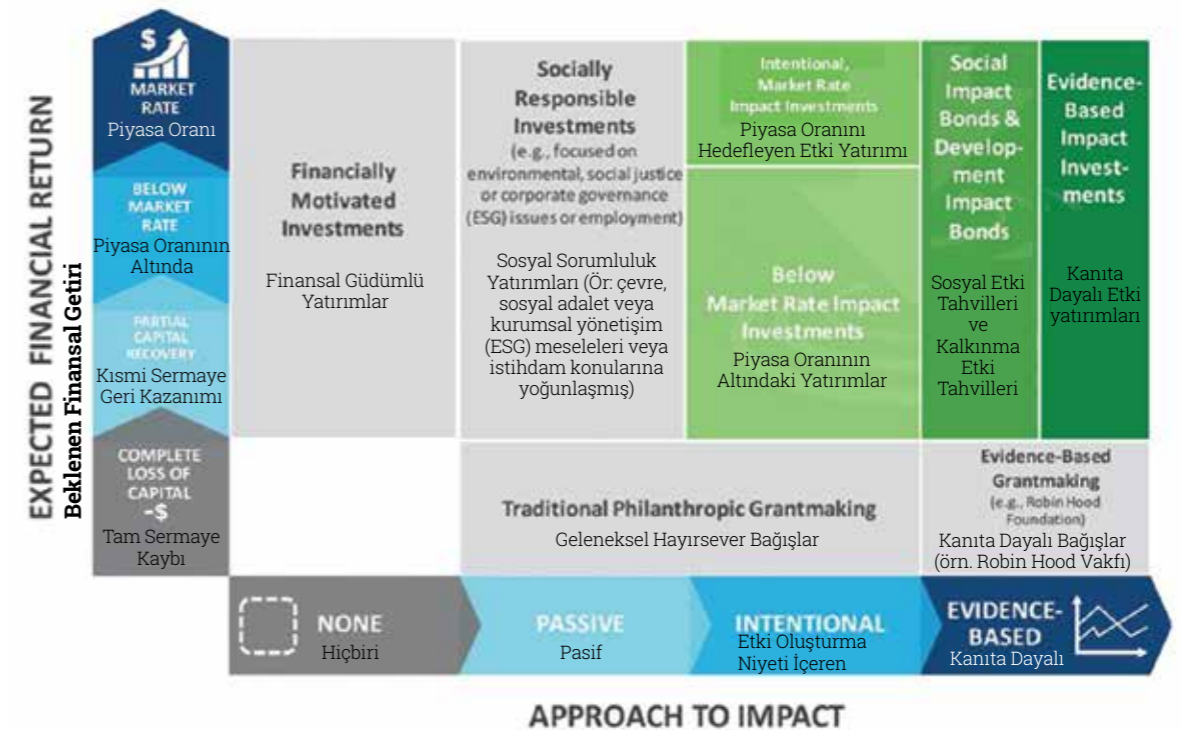 EXPECTED FINANCIAL RETURN
Beklenen Finansal Getiri
$
MARKET
RATE
Piyasa Oranı
BELOW
MARKET
RATE
Piyasa Oranının
Altında
PARTIAL
CAPITAL
RECOVERY
Kısmi Sermaye
Geri Kazanımı
COMPLETE
LOSS OF
CAPITAL
-$
Tam Sermaye
Kaybı
Financially
Motivated
Investments
Finansal Güdümlü
Yatırımlar
Socially
Responsible
Investments
(e.g., focused on
environmental, social justice
or corporate governance
(ESG) issues or employment)
Sosyal Sorumluluk
Yatırımları (Ör: çevre,
sosyal adalet veya
kurumsal yönetişim
(ESG) meseleleri veya
istihdam konularına
yoğunlaşmış)
Intentional,
Market Rate
Impact Investments
Piyasa Oranını
Hedefleyen Etki Yatırımı
Below
Market Rate Impact
Investments
Piyasa Oranının
Altındaki Yatırımlar
Social
Impact
Bonds &
Develop-
ment
Impact
Bonds
Sosyal Etki
Tahvilleri
ve
Kalkınma
Etki
Tahvilleri
Evidence-
Based
Impact
Invest-
ments
Kanıta
Dayalı Etki
yatırımları
Traditional Philanthropic Grantmaking
Geleneksel Hayırsever Bağışlar
Evidence-Based
Grantmaking
(e.g., Robin Hood
Foundation)
Kanıta Dayalı Bağışlar
(örn. Robin Hood Vakfı)
NONE
Hiçbiri
PASSIVE
Pasif
INTENTIONAL
Etki Oluşturma
Niyeti İçeren
EVIDENCE-
BASED
Kanıta Dayalı
APPROACH TO IMPACT